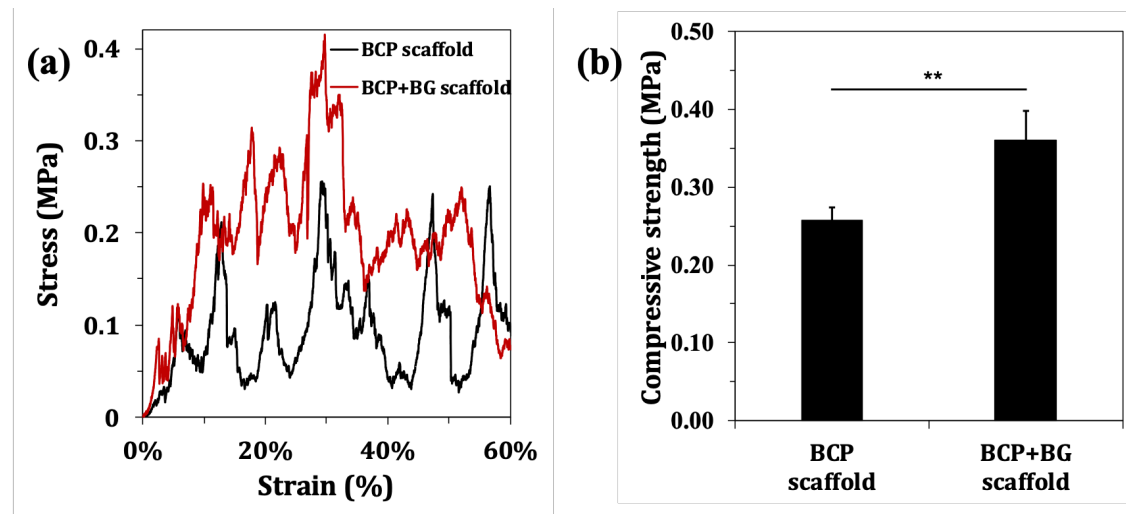 (a)
BCP scaffold
BCP+BG scaffold
Stress (MPa)
0.4
0.3
0.2
0.1
0
0%
20%
40%
60%
Strain (%)
(b)
Compressive strength (MPa)
0.50
0.40
0.30
0.20
0.10
0.00
**
BCP
scaffold
BCP+BG
scaffold